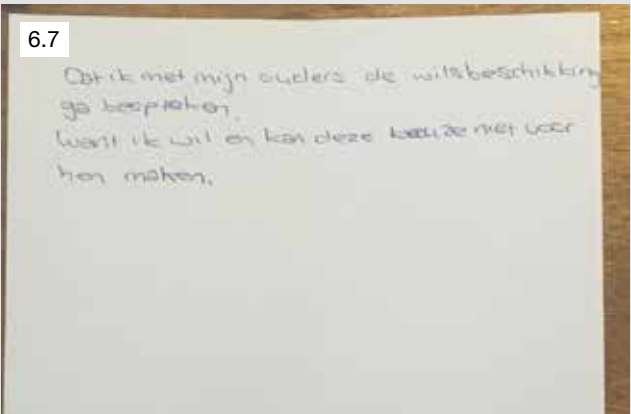 6.7
Dat ik met mijn ouders de wilsbeschikking
ga bespreken.
Want ik wil en kan deze keuze niet voor
hen maken.